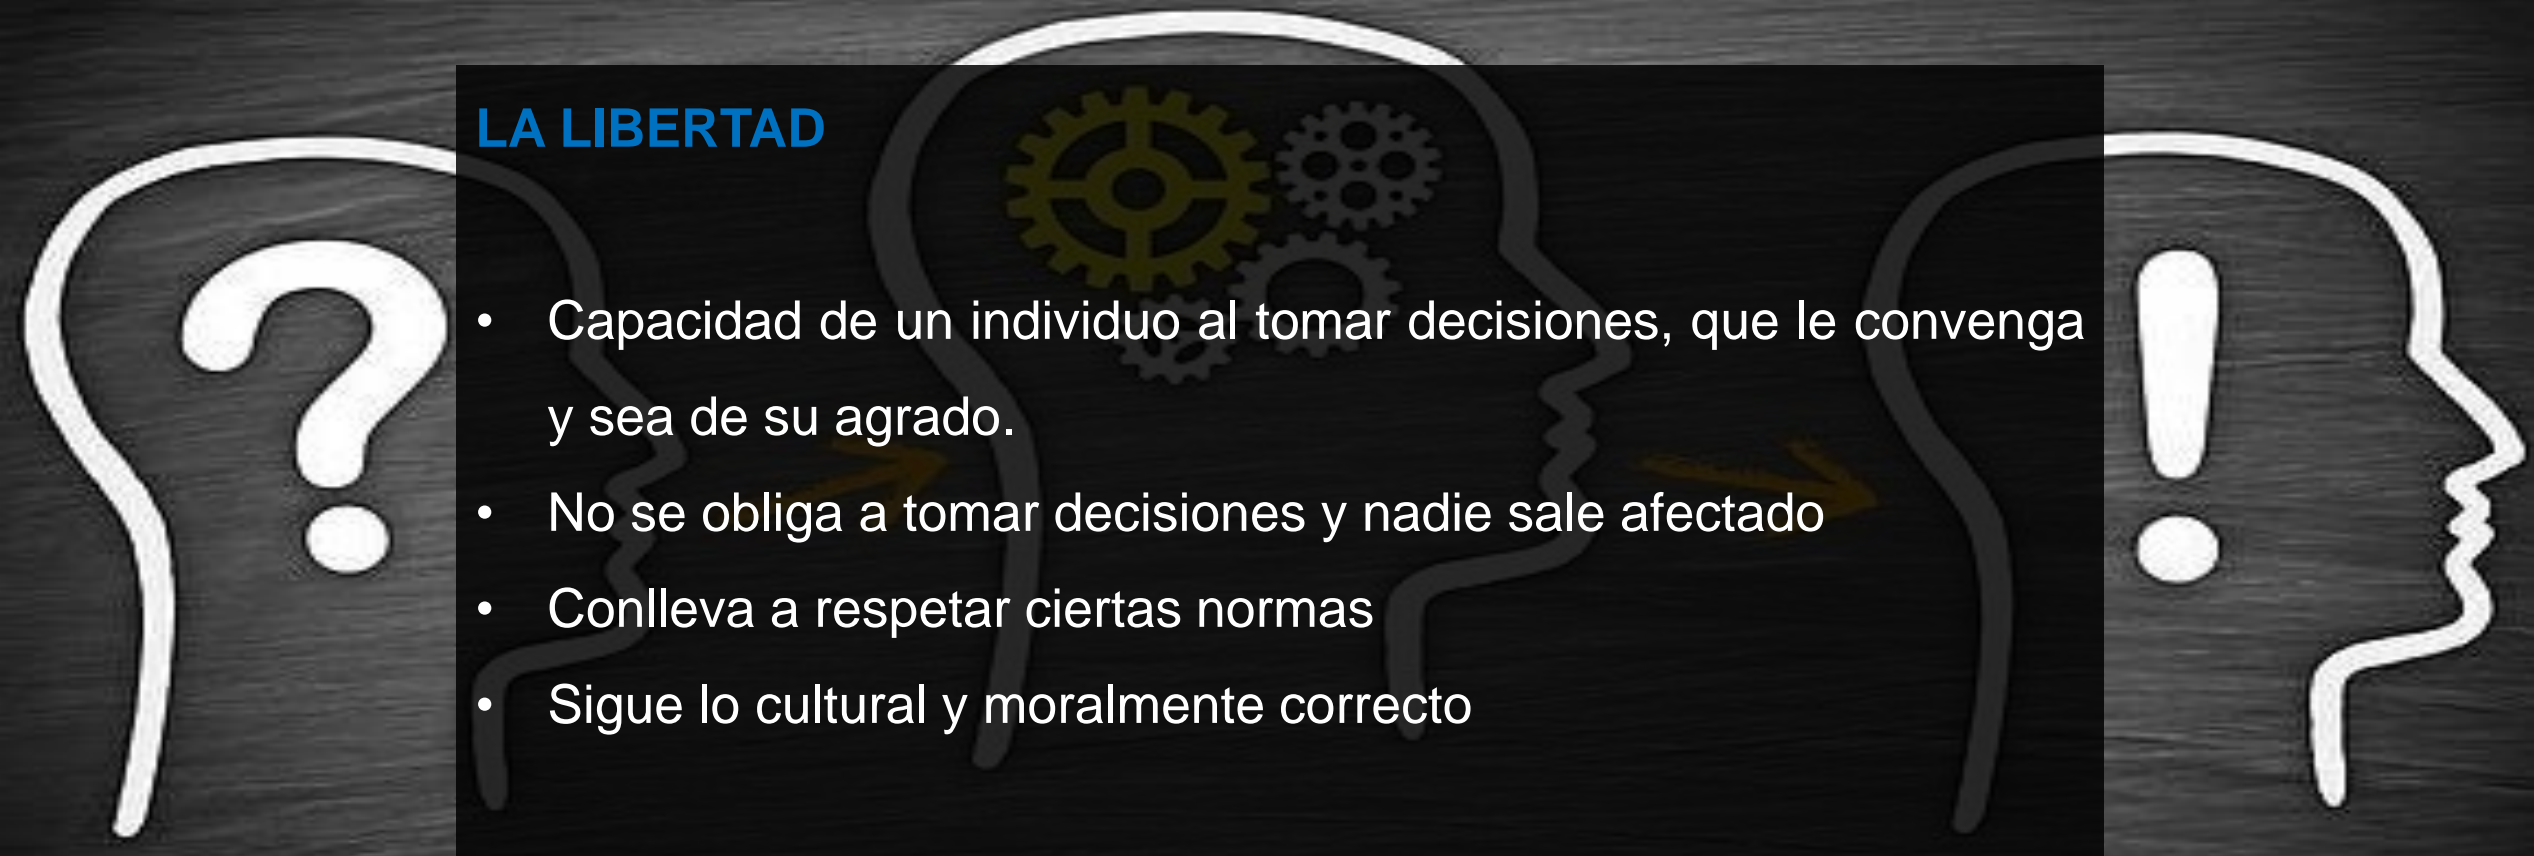 LA LIBERTAD
• Capacidad de un individuo al tomar decisiones, que le convenga
y sea de su agrado.
• No se obliga a tomar decisiones y nadie sale afectado
• Conlleva a respetar ciertas normas
• Sigue lo cultural y moralmente correcto